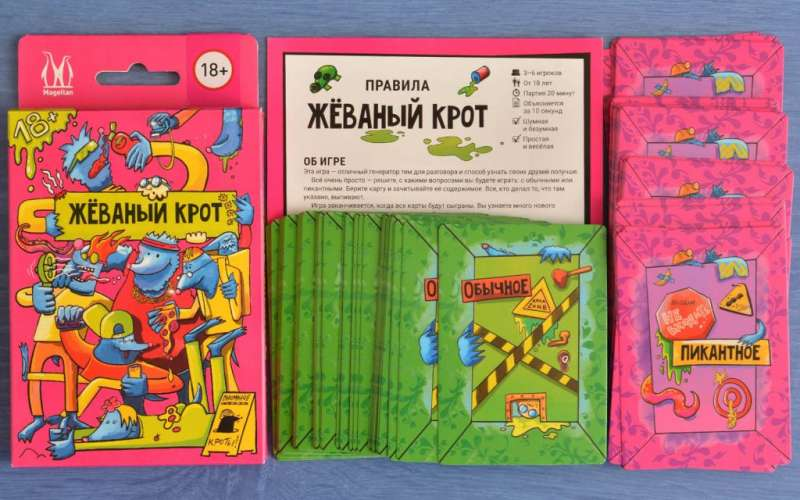 Magellan
18+
18+
ЖЁВАНЫЙ КРОТ
КРОТЫ!
ПРАВИЛА
ЖЁВАНЫЙ КРОТ
3–6 игроков
От 18 лет
Партия 20 минут
Объясняется
за 10 секунд
Шумная
и безумная
Простая
и весёлая
ОБ ИГРЕ
Эта игра — отличный генератор тем для разговора и способ узнать своих друзей получше.
Всё очень просто — решите, с какими вопросами вы будете играть, с обычными или
пикантными. Берите карту и зачитывайте ее содержимое. Все, кто делал то, что там
указано, выпивают.
Игра заканчивается, когда все карты будут сыграны. Вы узнаете много нового
О
ОБЫЧНОЕ
НЕ
ВХОДИТЬ
ПИКАНТНОЕ